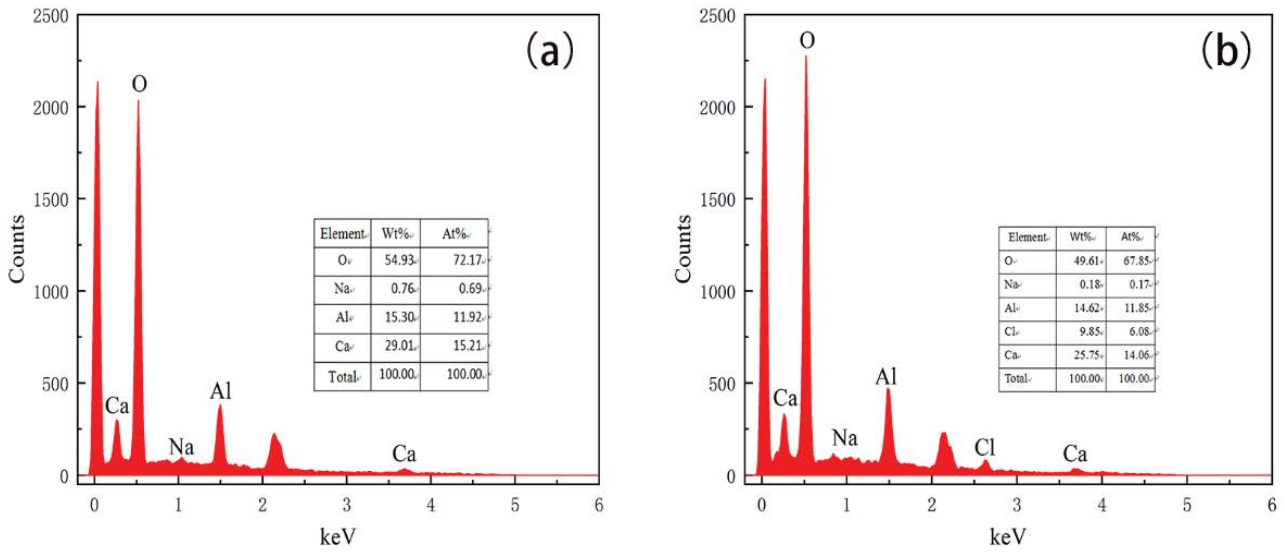 (a)
2500
2000
1500
1000
500
0
Counts
O
Ca
Na
Al
Ca
Element Wt% At%
O 54.93 72.17
Na 0.76 0.69
Al 15.30 11.92
Ca 29.01 15.21
Total 100.00 100.00
0 1 2 3 4 5 6
keV
(b)
2500
2000
1500
1000
500
0
Counts
O
Ca
Na
Al
Cl
Ca
Element Wt% At%
O 49.61 67.85
Na 0.18 0.17
Al 14.62 11.85
Cl 9.85 6.08
Ca 25.75 14.06
Total 100.00 100.00
0 1 2 3 4 5 6
keV